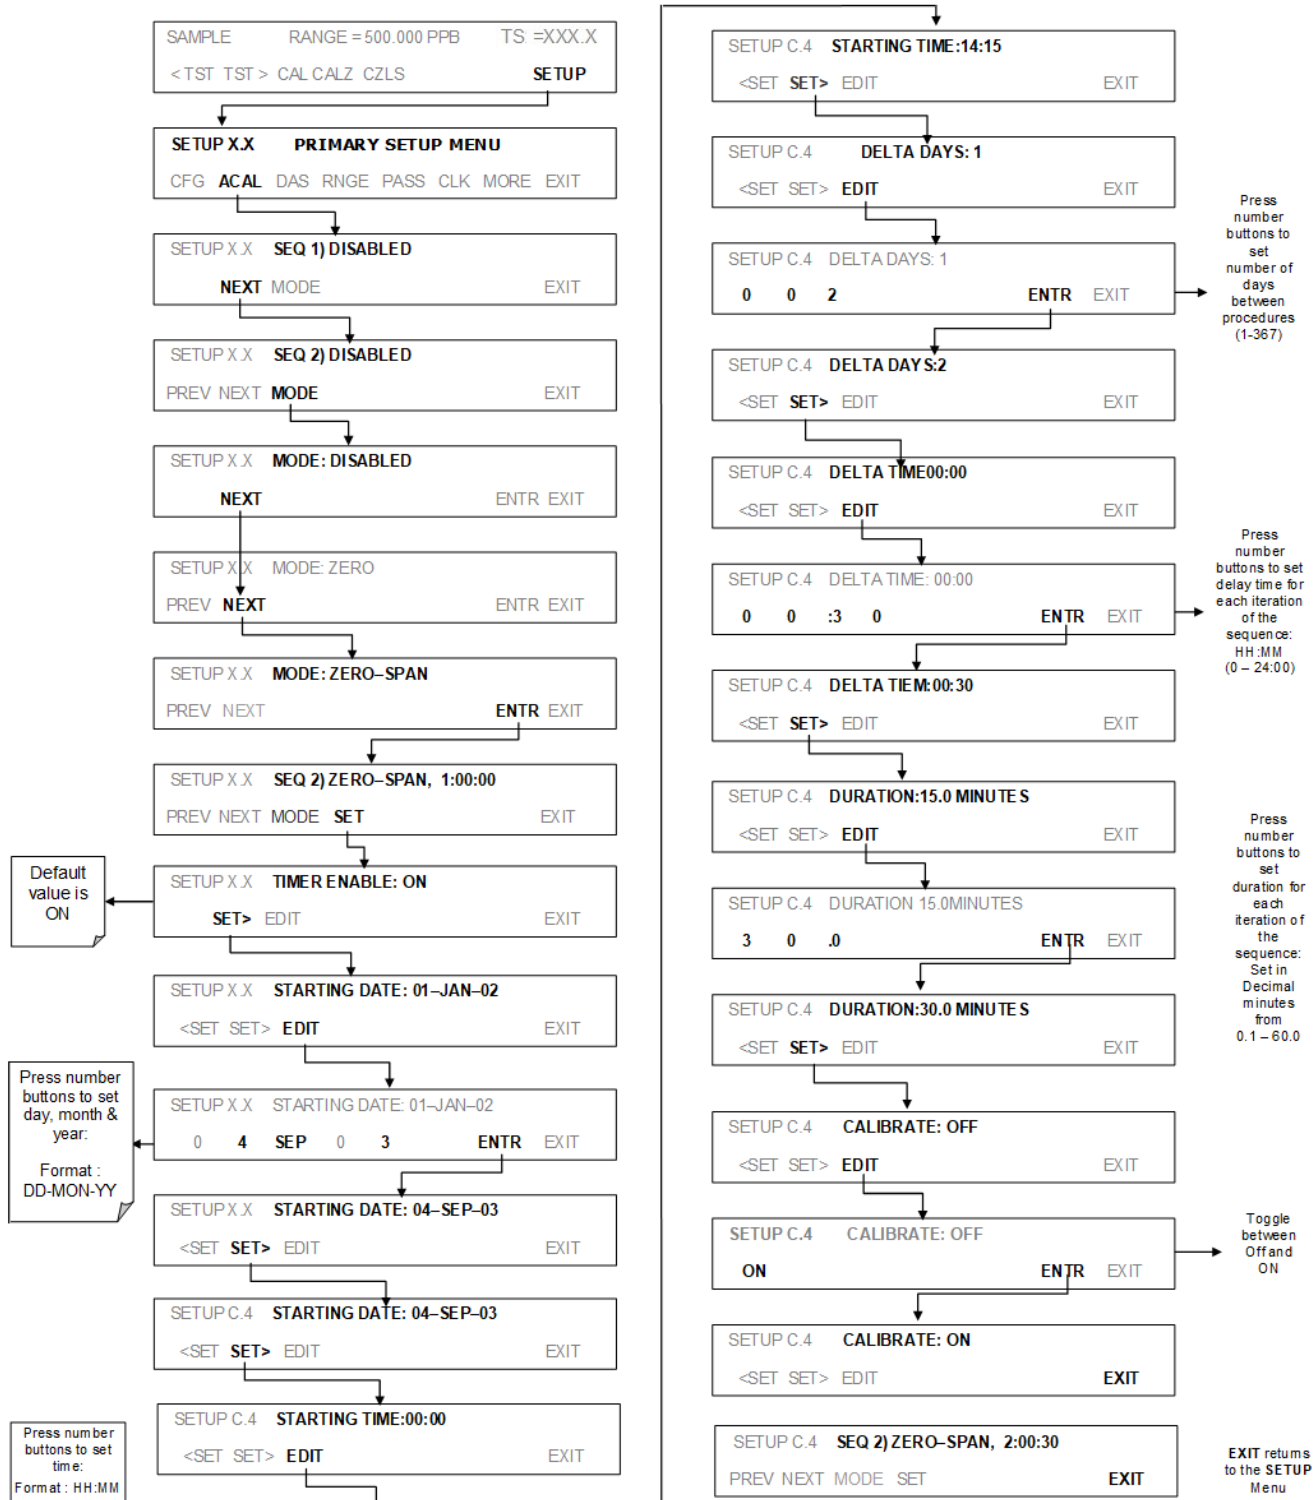 SAMPLE RANGE = 500.000 PPB TS =XXX.X
< TST TST > CAL CALZ CZLS SETUP
SETUP X.X PRIMARY SETUP MENU
CFG ACAL DAS RNGE PASS CLK MORE EXIT
SETUP X.X SEQ 1) DISABLED
NEXT MODE EXIT
SETUP X.X SEQ 2) DISABLED
PREV NEXT MODE EXIT
SETUP X.X MODE: DISABLED
NEXT ENTR EXIT
SETUP X.X MODE: ZERO
PREV NEXT ENTR EXIT
SETUP X.X MODE: ZERO–SPAN
PREV NEXT ENTR EXIT
SETUP X.X SEQ 2) ZERO–SPAN, 1:00:00
PREV NEXT MODE SET EXIT
Default
value is
ON
SETUP X.X TIMER ENABLE: ON
SET> EDIT EXIT
SETUP X.X STARTING DATE: 01–JAN–02
<SET SET> EDIT EXIT
Press number
buttons to set
day, month &
year:
Format :
DD-MON-YY
SETUP X.X STARTING DATE: 01–JAN–02
0 4 SEP 0 3 ENTR EXIT
SETUP X.X STARTING DATE: 04–SEP–03
<SET SET> EDIT EXIT
SETUP C.4 STARTING DATE: 04–SEP–03
<SET SET> EDIT EXIT
Press number
buttons to set
time:
Format : HH:MM
SETUP C.4 STARTING TIME:00:00
<SET SET> EDIT EXIT
SETUP C.4 STARTING TIME:14:15
<SET SET> EDIT EXIT
SETUP C.4 DELTA DAYS: 1
<SET SET> EDIT EXIT
SETUP C.4 DELTA DAYS: 1
0 0 2 ENTR EXIT
Press
number
buttons to
set
number of
days
between
procedures
(1-367)
SETUP C.4 DELTA DAYS:2
<SET SET> EDIT EXIT
SETUP C.4 DELTA TIME00:00
<SET SET> EDIT EXIT
SETUP C.4 DELTA TIME: 00:00
0 0 :3 0 ENTR EXIT
Press
number
buttons to set
delay time for
each iteration
of the
sequence:
HH:MM
(0 – 24:00)
SETUP C.4 DELTA TIEM:00:30
<SET SET> EDIT EXIT
SETUP C.4 DURATION:15.0 MINUTES
<SET SET> EDIT EXIT
SETUP C.4 DURATION 15.0MINUTES
3 0 .0 ENTR EXIT
Press
number
buttons to
set
duration for
each
iteration of
the
sequence:
Set in
Decimal
minutes
from
0.1 – 60.0
SETUP C.4 DURATION:30.0 MINUTES
<SET SET> EDIT EXIT
SETUP C.4 CALIBRATE: OFF
<SET SET> EDIT EXIT
SETUP C.4 CALIBRATE: OFF
ON ENTR EXIT
Toggle
between
Off and
ON
SETUP C.4 CALIBRATE: ON
<SET SET> EDIT EXIT
SETUP C.4 SEQ 2) ZERO–SPAN, 2:00:30
PREV NEXT MODE SET EXIT
EXIT returns
to the SETUP
Menu